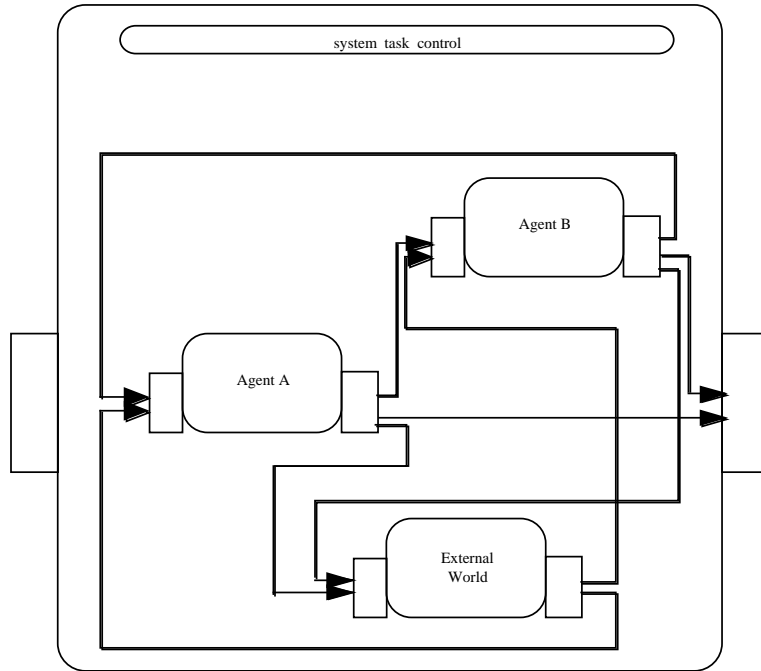 system task control
Agent B
Agent A
External
World